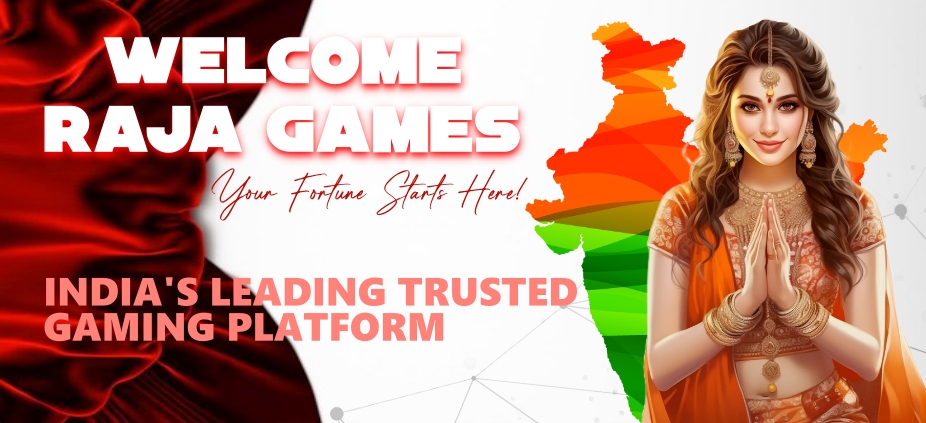 WELCOME
RAJA GAMES
Your Fortune Starts Here!
INDIA'S LEADING TRUSTED
GAMING PLATFORM